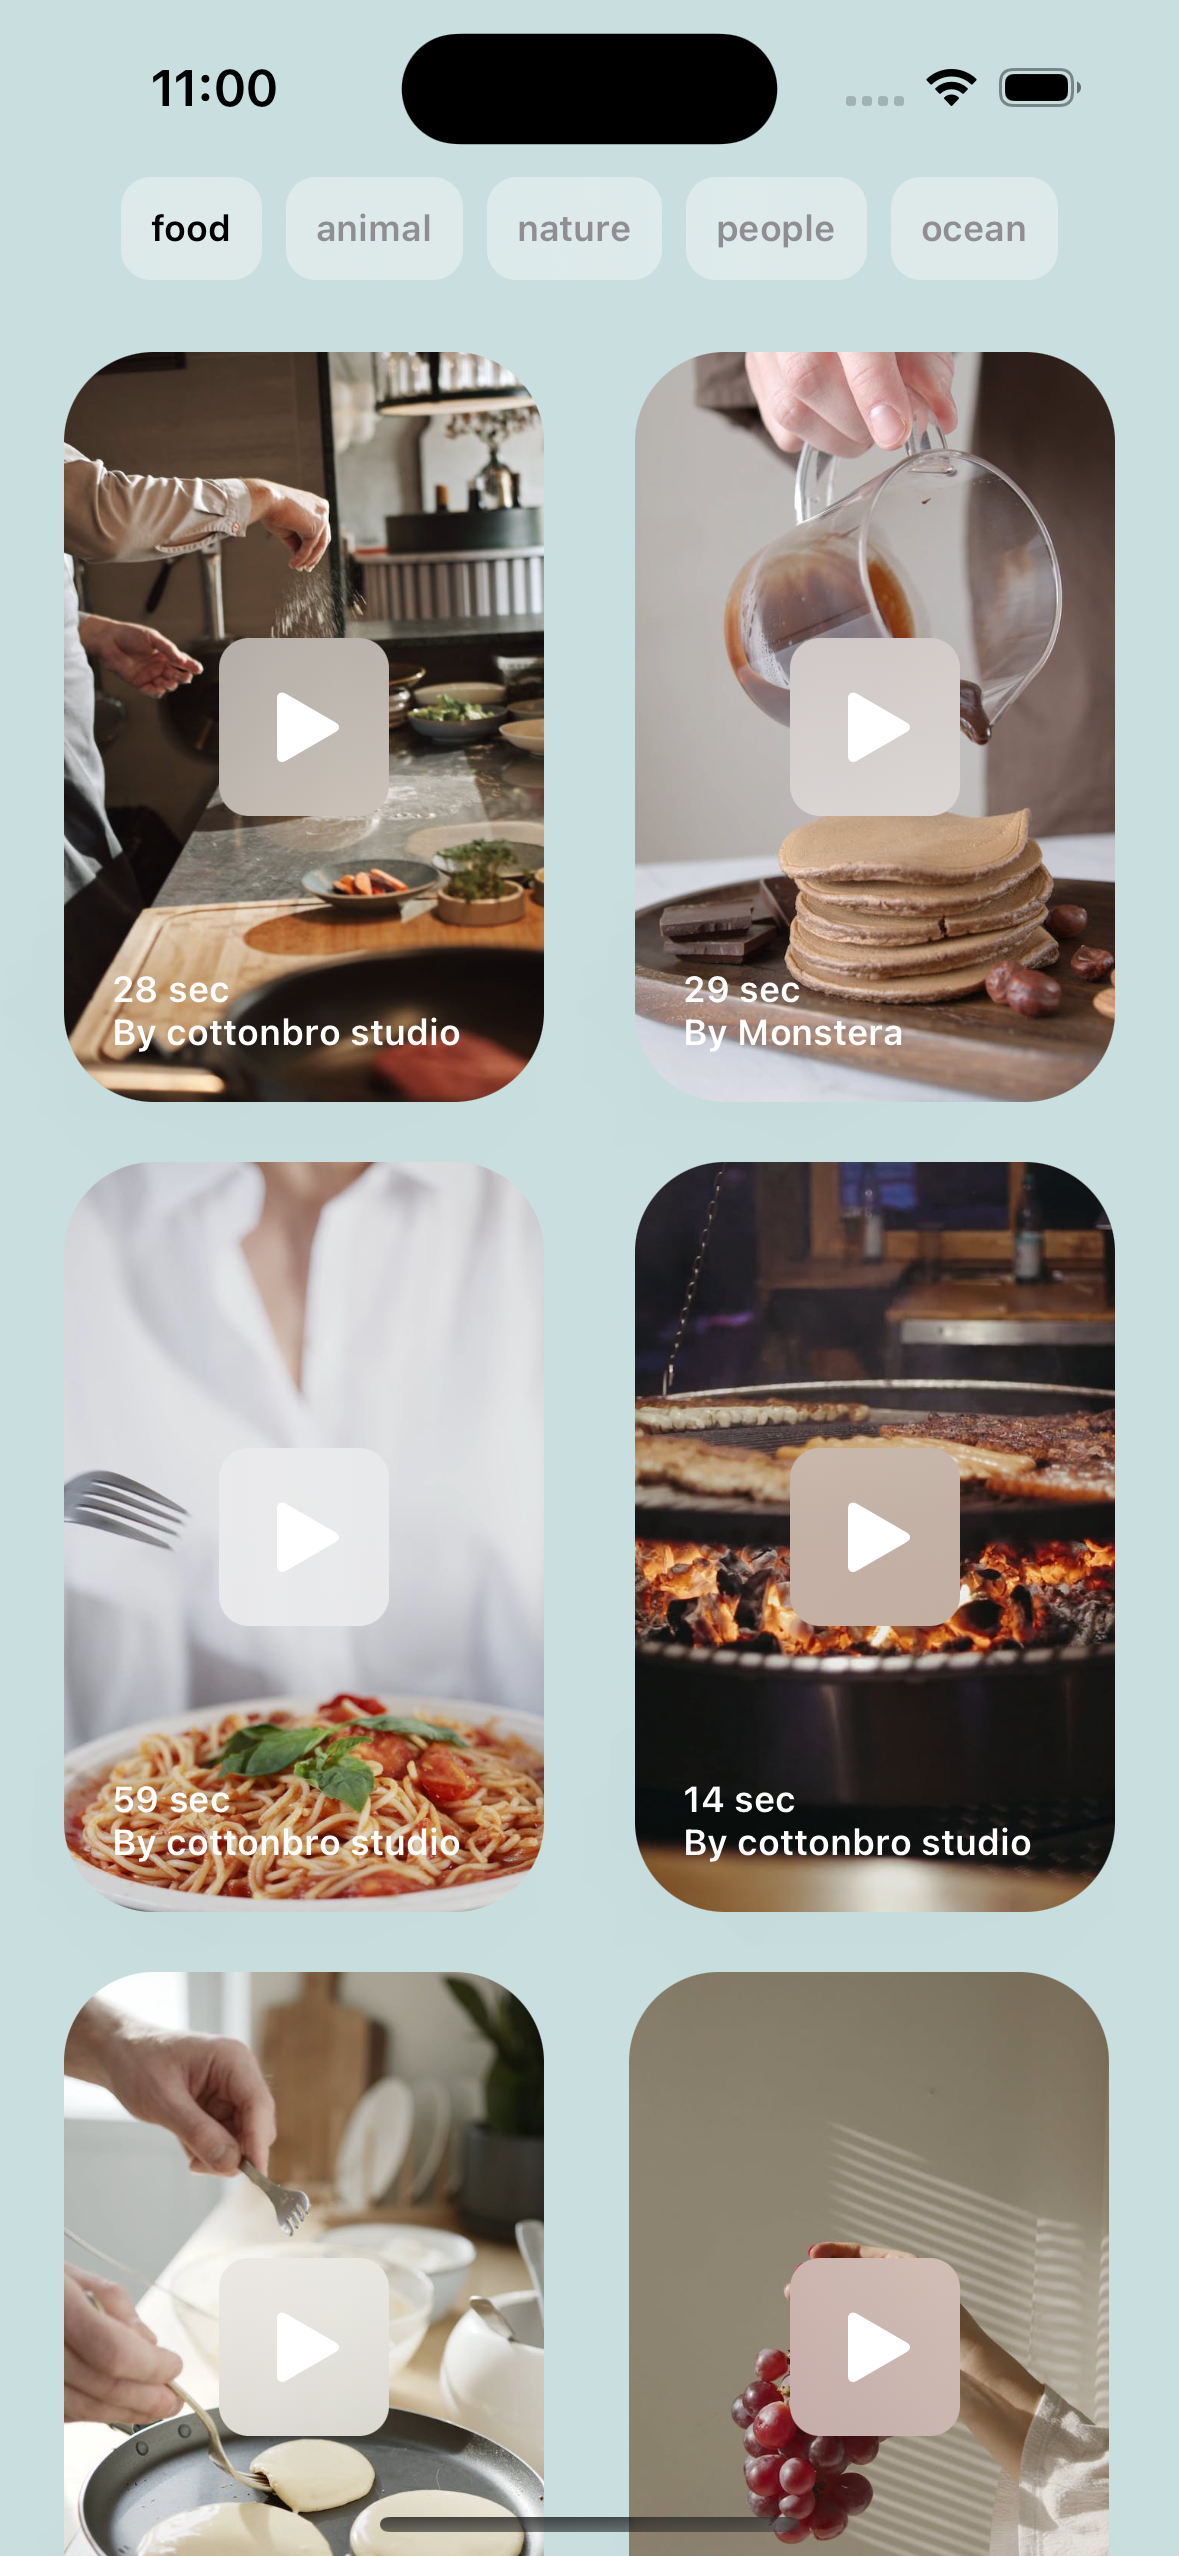 11:00
food
animal
nature
people
ocean
28 sec
By cottonbro studio
29 sec
By Monstera
59 sec
By cottonbro studio
14 sec
By cottonbro studio